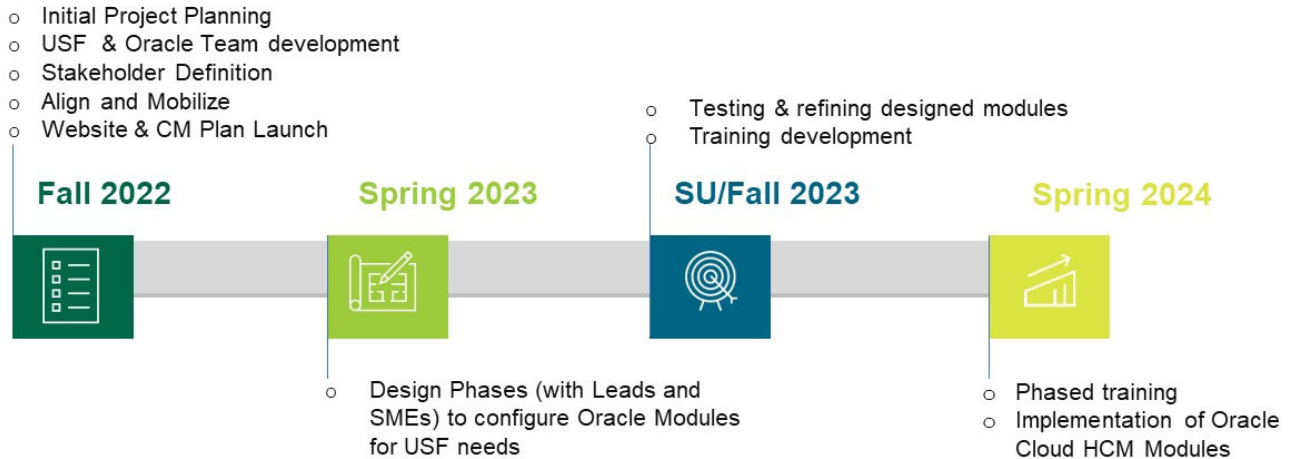 o Initial Project Planning
o USF & Oracle Team development
o Stakeholder Definition
o Align and Mobilize
o Website & CM Plan Launch
o Testing & refining designed modules
o Training development
Fall 2022
Spring 2023
SU/Fall 2023
Spring 2024
o Design Phases (with Leads and
SMEs) to configure Oracle Modules
for USF needs
o Phased training
o Implementation of Oracle
Cloud HCM Modules